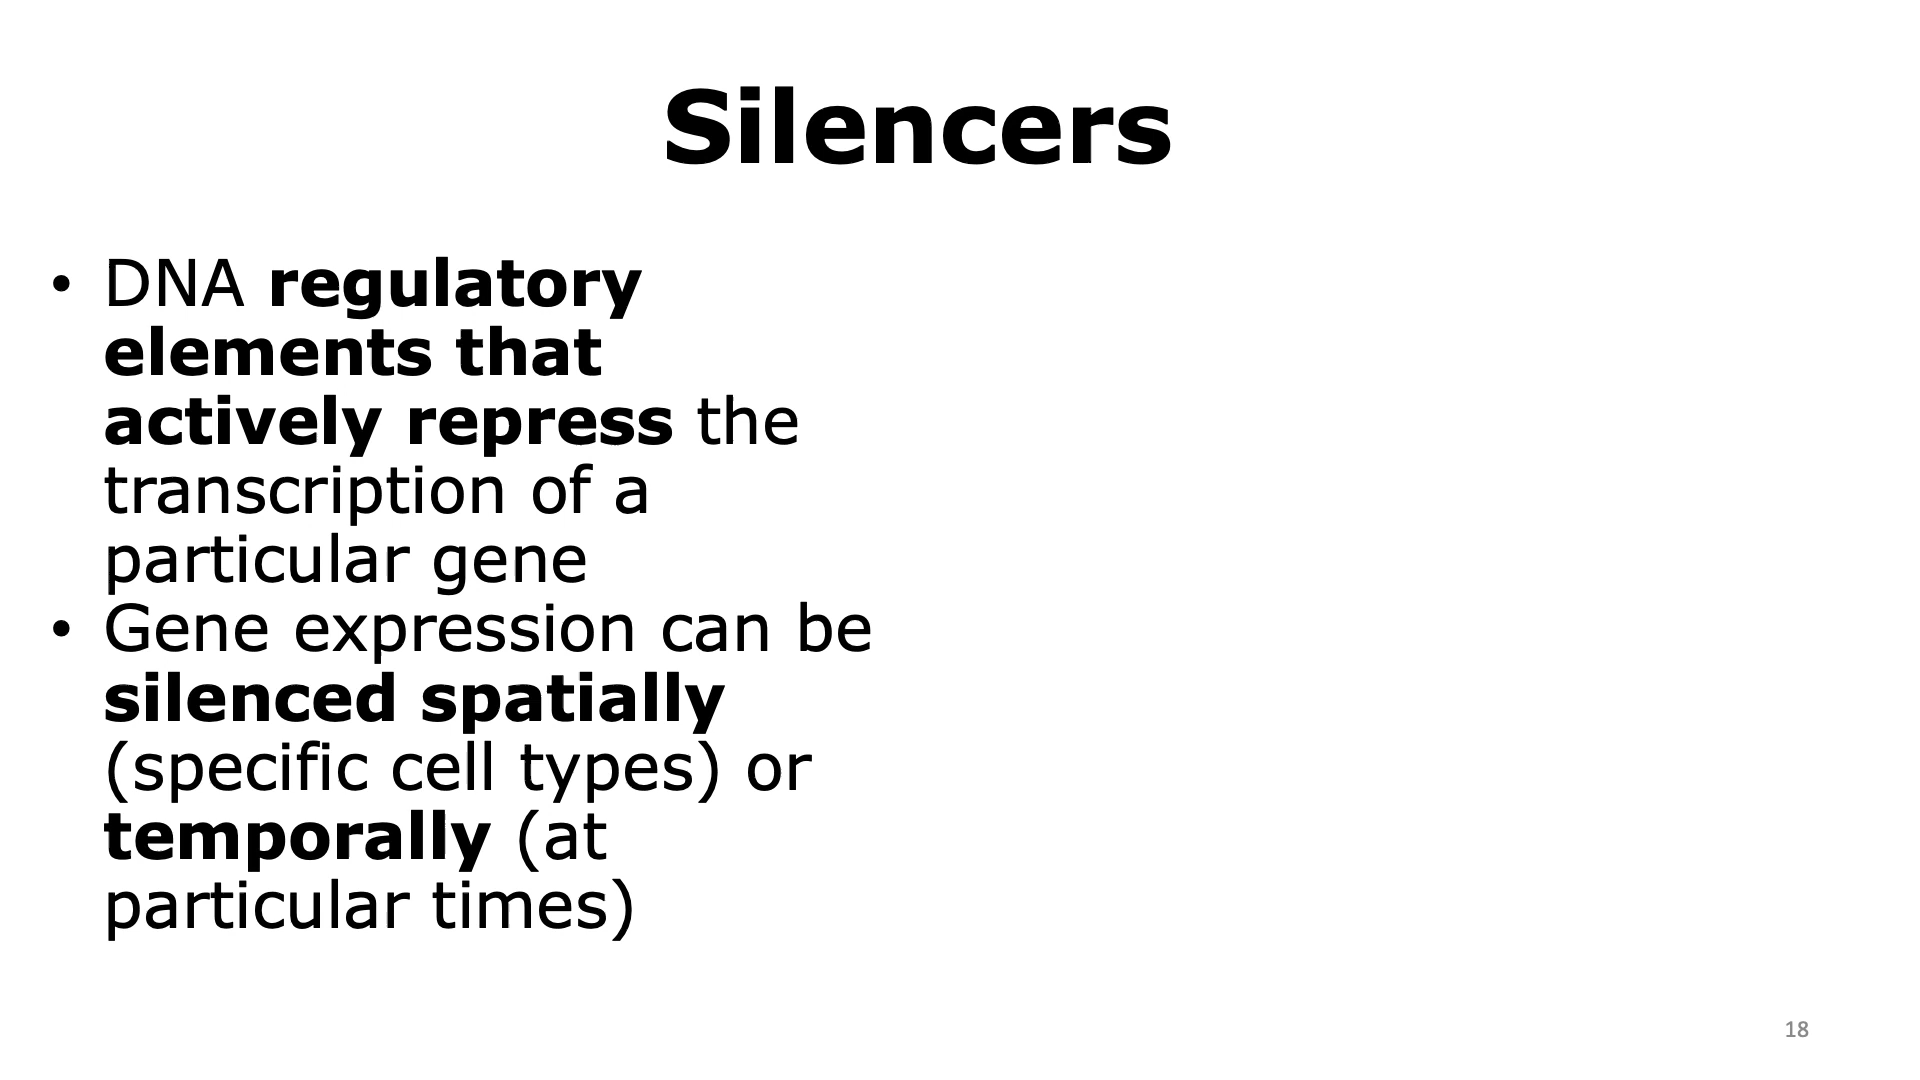 Silencers
• DNA regulatory
elements that
actively repress the
transcription of a
particular gene
• Gene expression can be
silenced spatially
(specific cell types) or
temporally (at
particular times)
18